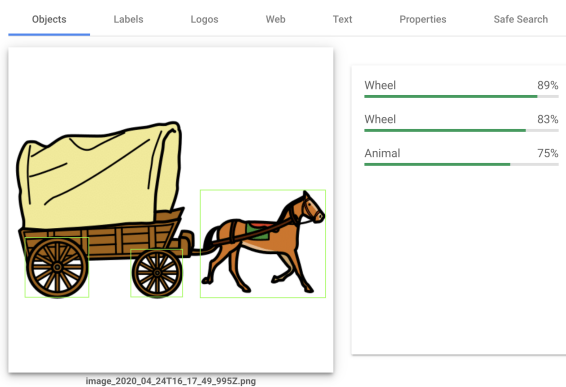 Objects Labels Logos Web Text Properties Safe Search
Wheel 89%
Wheel 83%
Animal 75%
image_2020_04_24T16_17_49_995Z.png